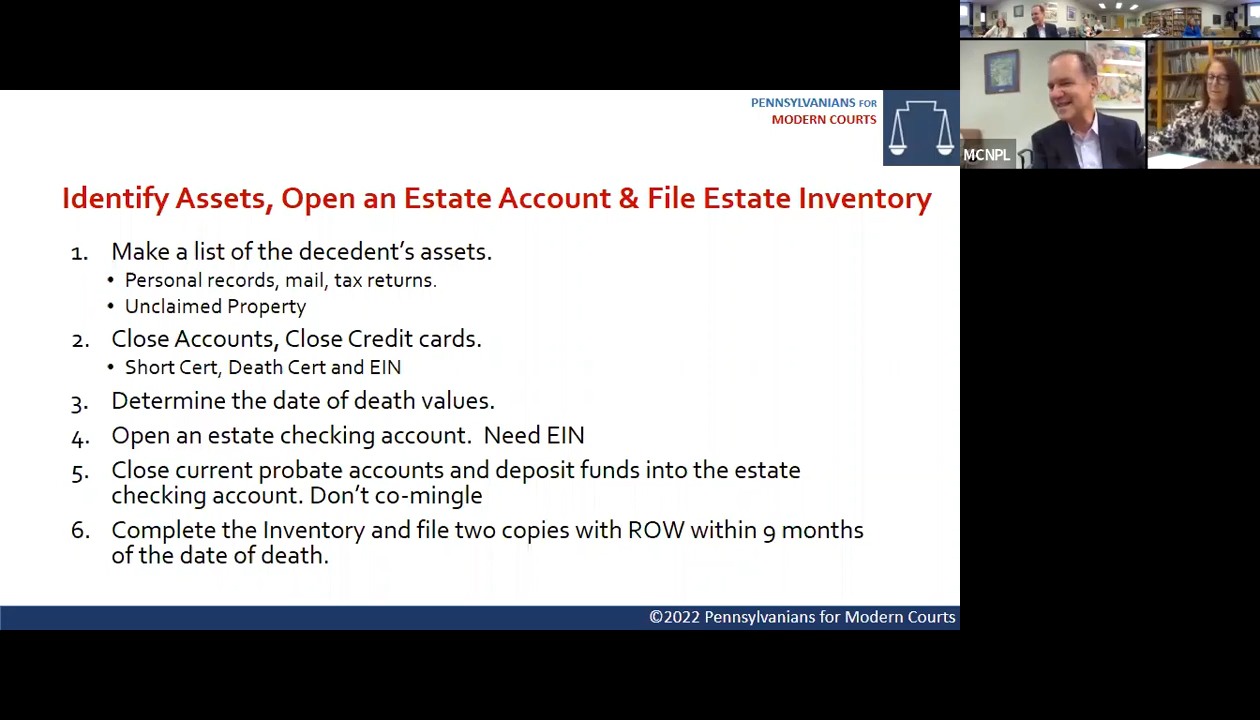 PENNSYLVANIANS FOR
MODERN COURTS
MCNPL
Identify Assets, Open an Estate Account & File Estate Inventory
1. Make a list of the decedent’s assets.
• Personal records, mail, tax returns.
• Unclaimed Property
2. Close Accounts, Close Credit cards.
• Short Cert, Death Cert and EIN
3. Determine the date of death values.
4. Open an estate checking account.  Need EIN
5. Close current probate accounts and deposit funds into the estate
checking account. Don’t co-mingle
6. Complete the Inventory and file two copies with ROW within 9 months
of the date of death.
©2022 Pennsylvanians for Modern Courts